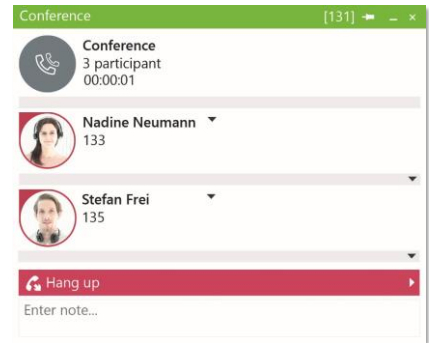 Conference [131]
Conference
3 participant
00:00:01
Nadine Neumann
133
Stefan Frei
135
Hang up
Enter note...